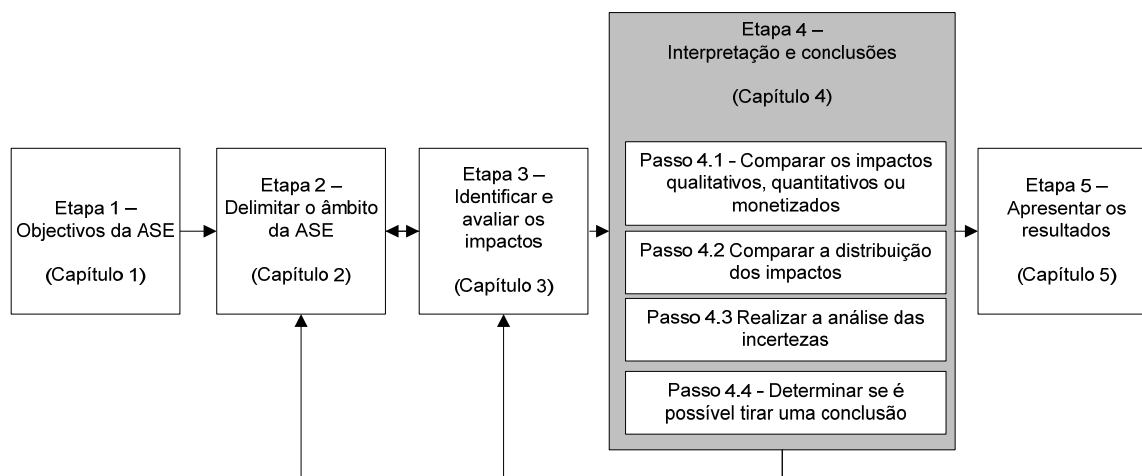 Etapa 1 –
Objectivos da ASE
(Capítulo 1)
Etapa 2 –
Delimitar o âmbito
da ASE
(Capítulo 2)
Etapa 3 –
Identificar e
avaliar os
impactos
(Capítulo 3)
Etapa 4 –
Interpretação e conclusões
(Capítulo 4)
Passo 4.1 - Comparar os impactos
qualitativos, quantitativos ou
monetizados
Passo 4.2 Comparar a distribuição
dos impactos
Passo 4.3 Realizar a análise das
incertezas
Passo 4.4 - Determinar se é
possível tirar uma conclusão
Etapa 5 –
Apresentar os
resultados
(Capítulo 5)